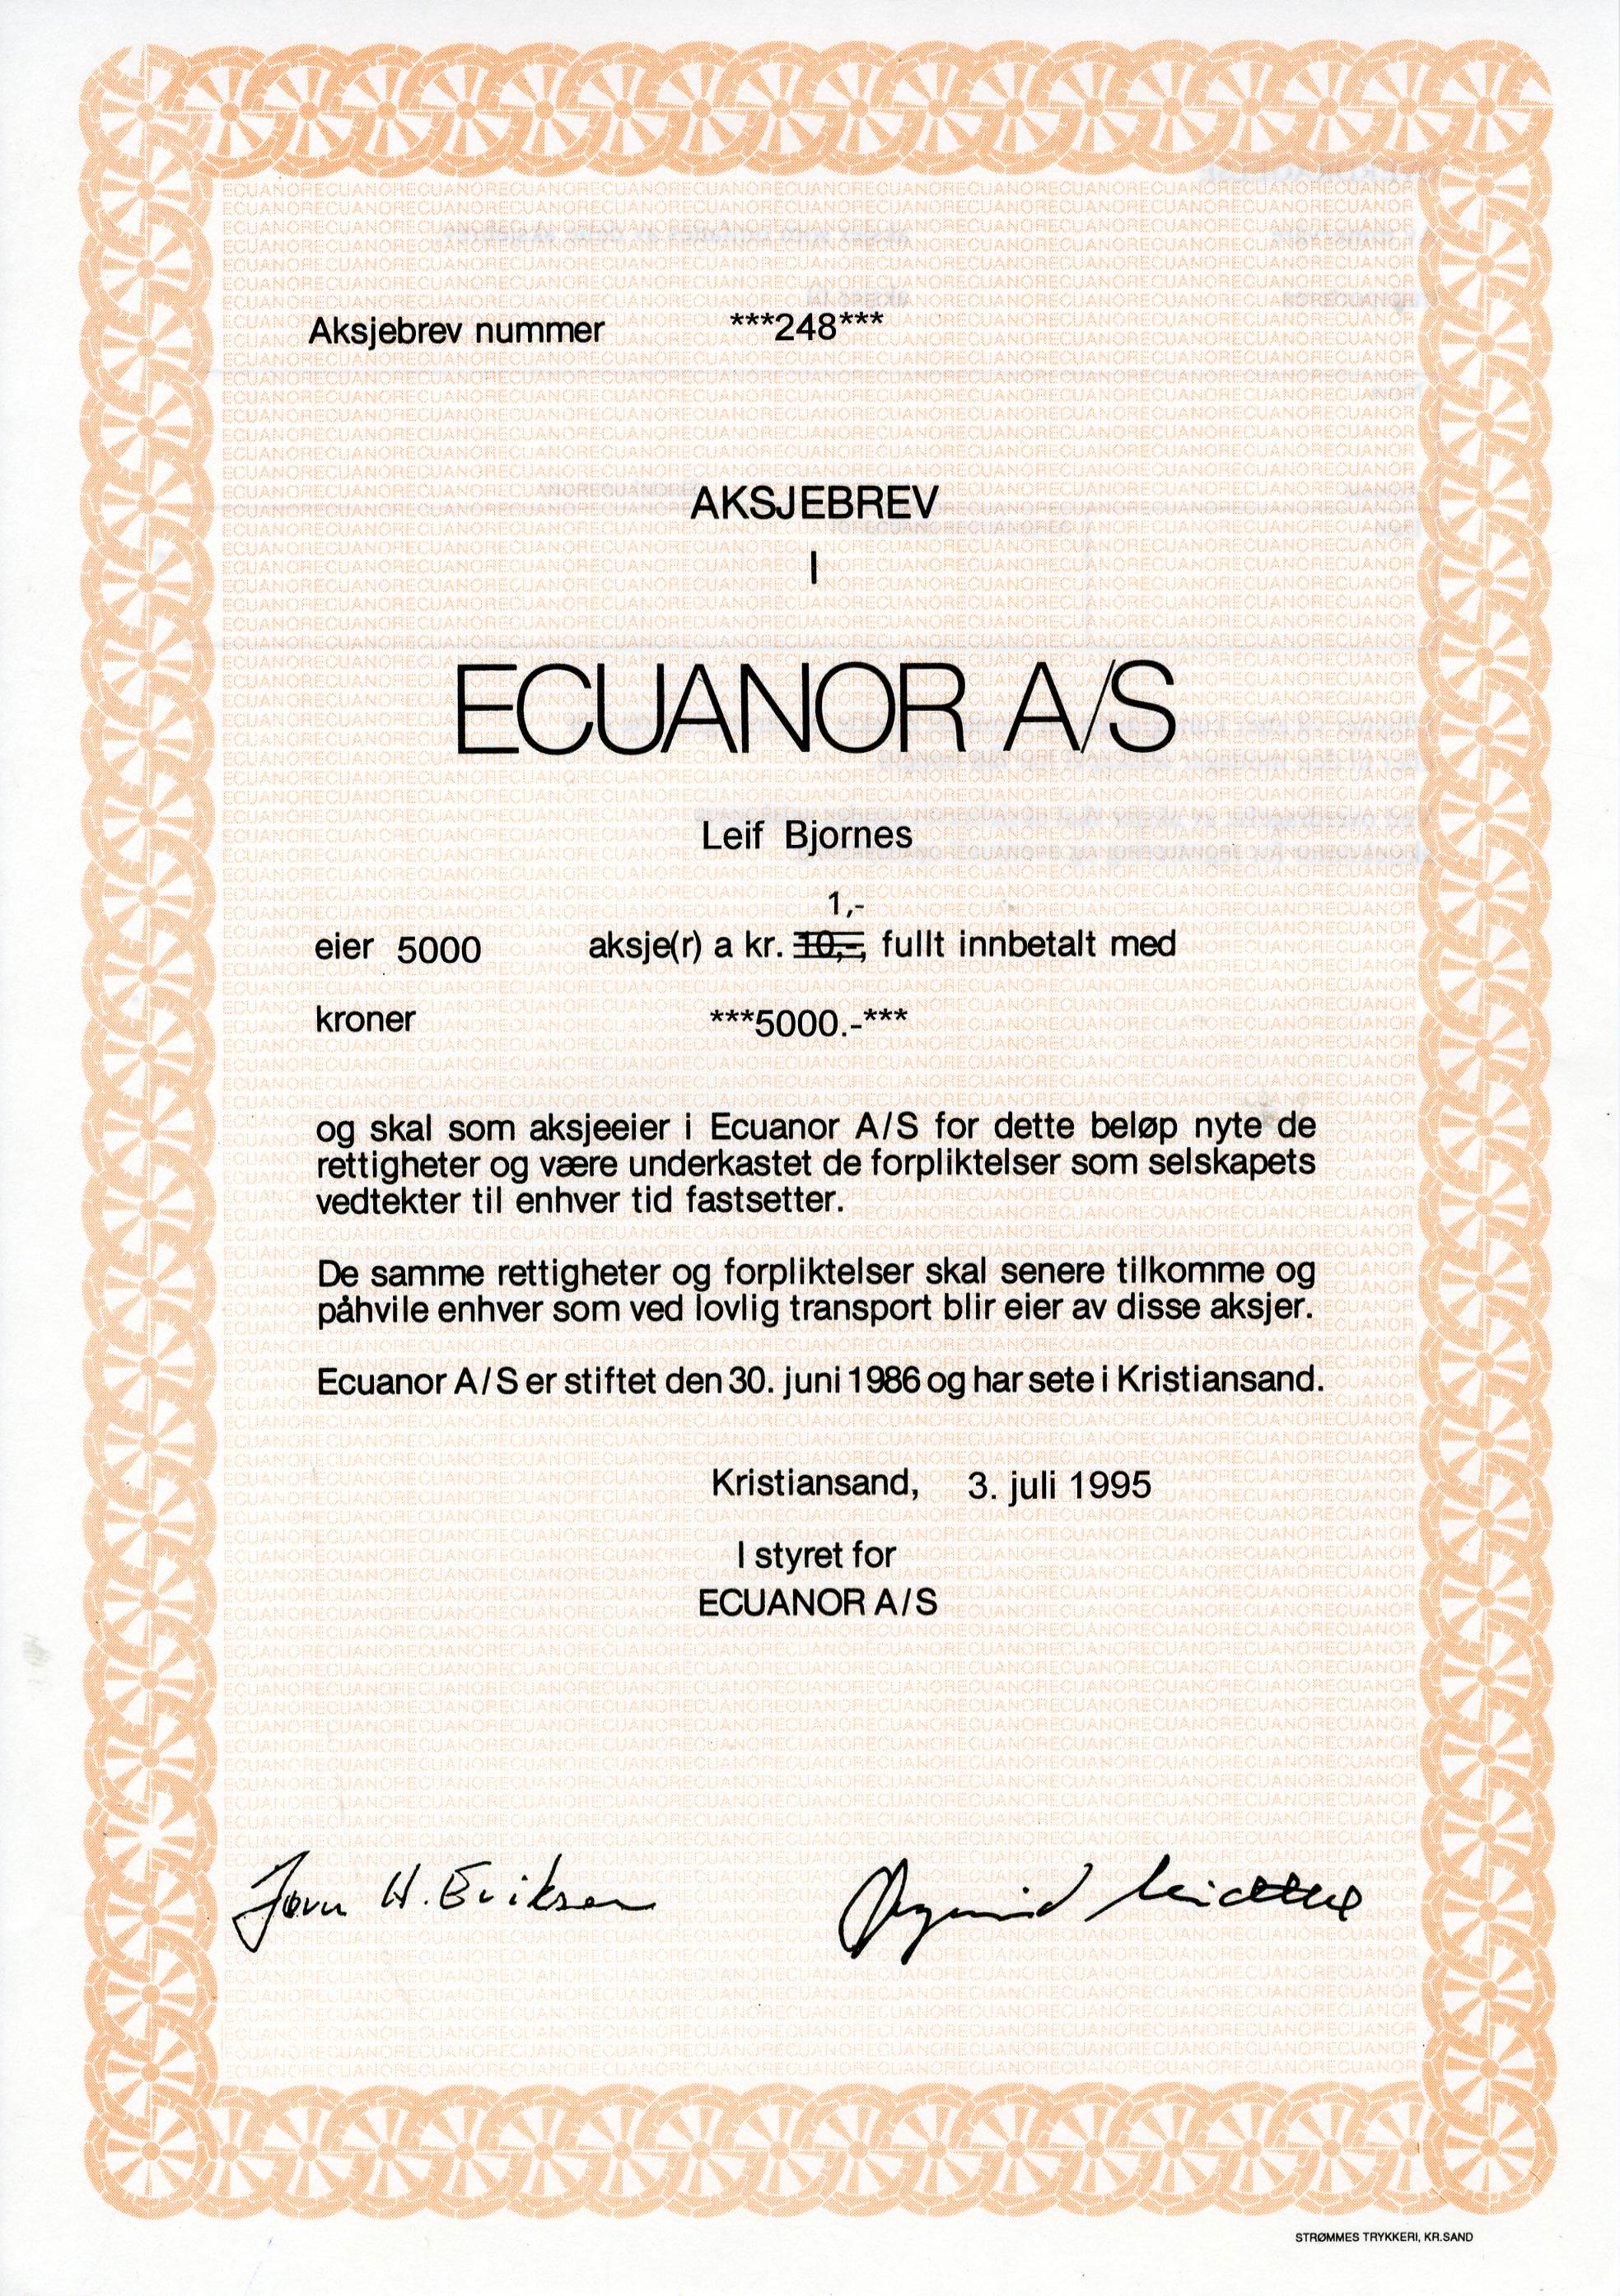 Aksjebrev nummer ***248***
AKSJEBREV
I
ECUANOR A/S
Leif Bjornes
1,-
eier 5000 aksje(r) a kr. 10,-, fullt innbetalt med
kroner ***5000.-***
og skal som aksjeeier i Ecuanor A/S for dette beløp nyte de
rettigheter og være underkastet de forpliktelser som selskapets
vedtekter til enhver tid fastsetter.
De samme rettigheter og forpliktelser skal senere tilkomme og
påhvile enhver som ved lovlig transport blir eier av disse aksjer.
Ecuanor A/S er stiftet den 30. juni 1986 og har sete i Kristiansand.
Kristiansand, 3. juli 1995
I styret for
ECUANOR A/S
Jørn H. Eriksen
STRØMMES TRYKKERI, KR.SAND